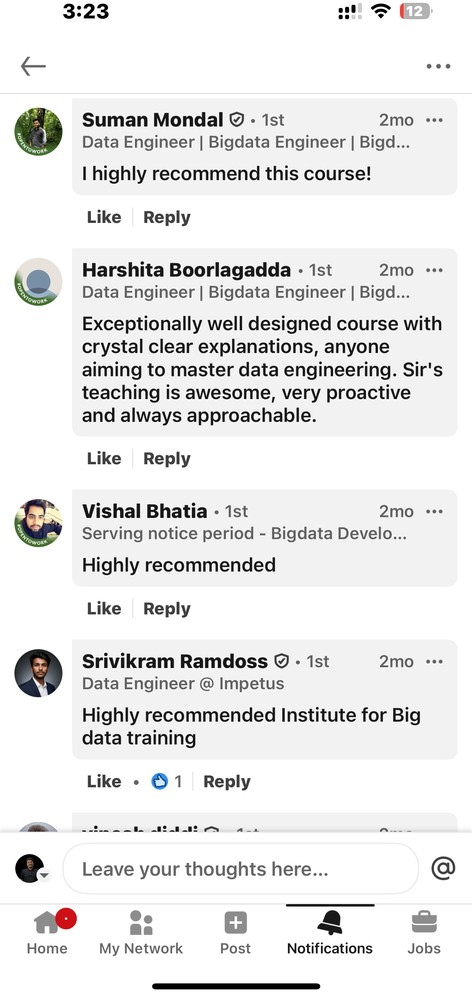 3:23
12
Suman Mondal • 1st 2mo •••
Data Engineer | Bigdata Engineer | Bigd...
I highly recommend this course!
Like Reply
Harshita Boorlagadda • 1st 2mo •••
Data Engineer | Bigdata Engineer | Bigd...
Exceptionally well designed course with
crystal clear explanations, anyone
aiming to master data engineering. Sir's
teaching is awesome, very proactive
and always approachable.
Like Reply
Vishal Bhatia • 1st 2mo •••
Serving notice period - Bigdata Develo...
Highly recommended
Like Reply
Srivikram Ramdoss • 1st 2mo •••
Data Engineer @ Impetus
Highly recommended Institute for Big
data training
Like • 1 Reply
Leave your thoughts here...
@
Home My Network Post Notifications Jobs